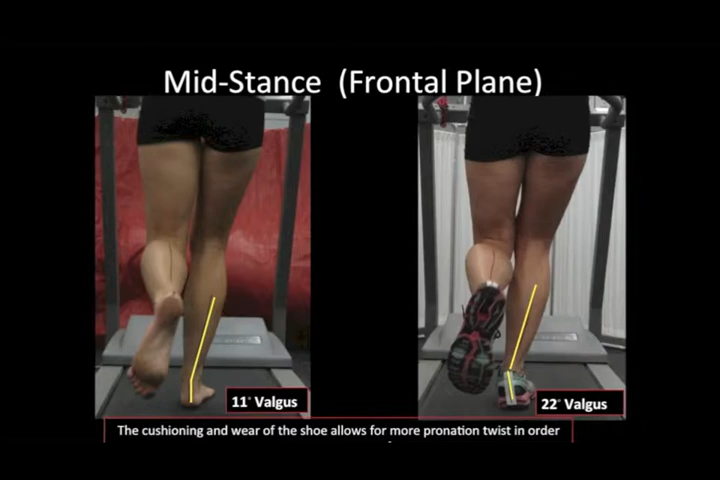 Mid-Stance (Frontal Plane)
11° Valgus
22° Valgus
The cushioning and wear of the shoe allows for more pronation twist in order